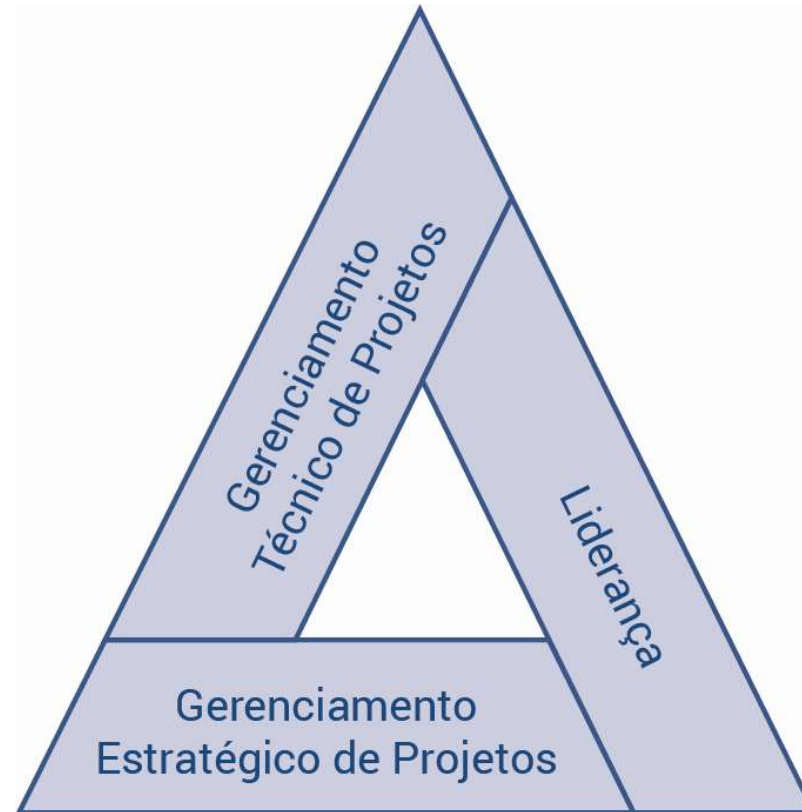 Gerenciamento
Técnico de Projetos
Liderança
Gerenciamento
Estratégico de Projetos